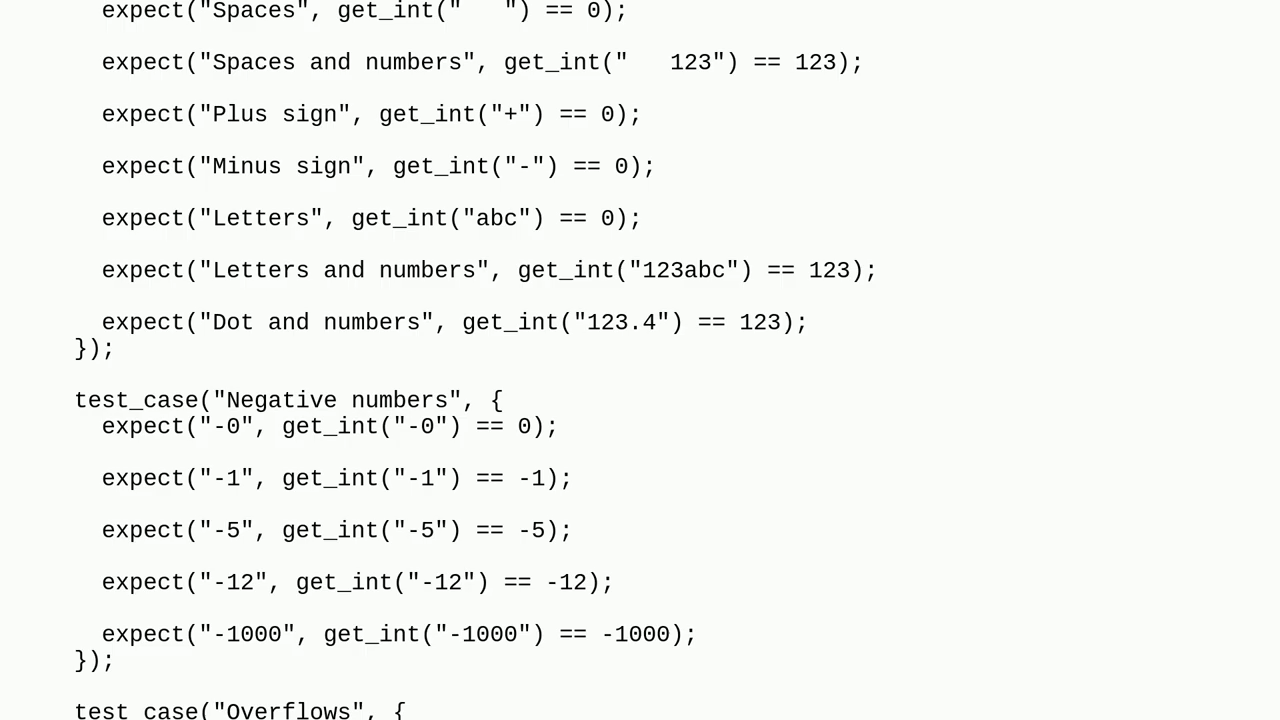 expect("Spaces", get_int("   ") == 0);
expect("Spaces and numbers", get_int("   123") == 123);
expect("Plus sign", get_int("+") == 0);
expect("Minus sign", get_int("-") == 0);
expect("Letters", get_int("abc") == 0);
expect("Letters and numbers", get_int("123abc") == 123);
expect("Dot and numbers", get_int("123.4") == 123);
});
test_case("Negative numbers", {
expect("-0", get_int("-0") == 0);
expect("-1", get_int("-1") == -1);
expect("-5", get_int("-5") == -5);
expect("-12", get_int("-12") == -12);
expect("-1000", get_int("-1000") == -1000);
});
test_case("Overflows", {